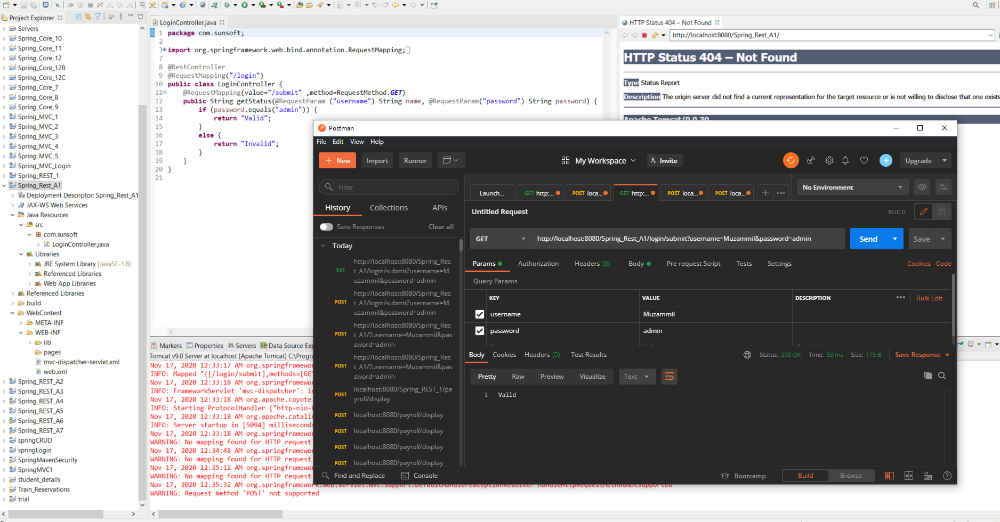 Project Explorer
Servers
Spring_Core_10
Spring_Core_11
Spring_Core_12
Spring_Core_12B
Spring_Core_12C
Spring_Core_7
Spring_Core_8
Spring_Core_9
Spring_MVC_1
Spring_MVC_2
Spring_MVC_3
Spring_MVC_4
Spring_MVC_5
Spring_MVC_Login
Spring_REST_1
Spring_Rest_A1
Deployment Descriptor: Spring_Rest_A1
JAX-WS Web Services
Java Resources
src
com.sunsoft
LoginController.java
Libraries
JRE System Library [JavaSE-1.8]
Referenced Libraries
Web App Libraries
Referenced Libraries
build
WebContent
META-INF
WEB-INF
lib
pages
mvc-dispatcher-servlet.xml
web.xml
Spring_REST_A2
Spring_REST_A3
Spring_REST_A4
Spring_REST_A5
Spring_REST_A6
Spring_REST_A7
springCRUD
springLogin
SpringMavenSecurity
SpringMVC1
student_details
Train_Reservations
trial
LoginController.java
1 package com.sunsoft;
2
3 import org.springframework.web.bind.annotation.RequestMapping;
7
8 @RestController
9 @RequestMapping("/login")
10 public class LoginController {
11 @RequestMapping(value="/submit" ,method=RequestMethod.GET)
12 public String getStatus(@RequestParam ("username") String name, @RequestParam("password") String password) {
13 if (password.equals("admin")) {
14 return "Valid";
15 }
16 else {
17 return "Invalid";
18 }
19 }
20 }
21
HTTP Status 404 – Not Found
http://localhost:8080/Spring_Rest_A1/
HTTP Status 404 – Not Found
Type Status Report
Description The origin server did not find a current representation for the target resource or is not willing to disclose that one exists
Apache Tomcat/9.0.39
Postman
File Edit View Help
New Import Runner
My Workspace Invite
Upgrade
Filter
History Collections APIs
Save Responses Clear all
Today
GET http://localhost:8080/Spring_Res
t_A1/login/submit?username=M
uzammil&password=admin
POST http://localhost:8080/Spring_Res
t_A1/login/submit?username=M
uzammil&password=admin
POST http://localhost:8080/Spring_Res
t_A1/?username=Muzammil&pas
sword=admin
POST http://localhost:8080/Spring_Res
t_A1/?username=Muzammil&pas
sword=admin
POST localhost:8080/Spring_REST_1/pa
yroll/display
POST localhost:8080/payroll/display
POST localhost:8080/payroll/display
POST localhost:8080/payroll/display
POST localhost:8080/payroll/display
Launch... GET http:... POST loca... GET http:... POST loca... POST loca...
No Environment
Untitled Request
BUILD
GET http://localhost:8080/Spring_Rest_A1/login/submit?username=Muzammil&password=admin
Send Save
Params Authorization Headers (8) Body Pre-request Script Tests Settings
Cookies Code
Query Params
KEY VALUE DESCRIPTION
Bulk Edit
username Muzammil
password admin
Body Cookies Headers (5) Test Results
Status: 200 OK Time: 83 ms Size: 173 B Save Response
Pretty Raw Preview Visualize Text
1 Valid
Find and Replace Console
Bootcamp Build Browse
Markers Properties Servers Data Source Exp
Tomcat v9.0 Server at localhost [Apache Tomcat] C:\Progra
Nov 17, 2020 12:33:17 AM org.springframewor
INFO: Mapped "{[/login/submit],methods=[GE
Nov 17, 2020 12:33:18 AM org.springframewor
INFO: FrameworkServlet 'mvc-dispatcher': in
Nov 17, 2020 12:33:18 AM org.apache.coyote.
INFO: Starting ProtocolHandler ["http-nio-8
Nov 17, 2020 12:33:18 AM org.apache.catalin
INFO: Server startup in [5094] milliseconds
Nov 17, 2020 12:33:18 AM org.springframewor
WARNING: No mapping found for HTTP request
Nov 17, 2020 12:34:48 AM org.springframewor
WARNING: No mapping found for HTTP request
Nov 17, 2020 12:35:12 AM org.springframewor
WARNING: No mapping found for HTTP request
Nov 17, 2020 12:35:32 AM org.springframework.web.servlet.mvc.support.DefaultHandlerExceptionResolver handleHttpRequestMethodNotSupported
WARNING: Request method 'POST' not supported